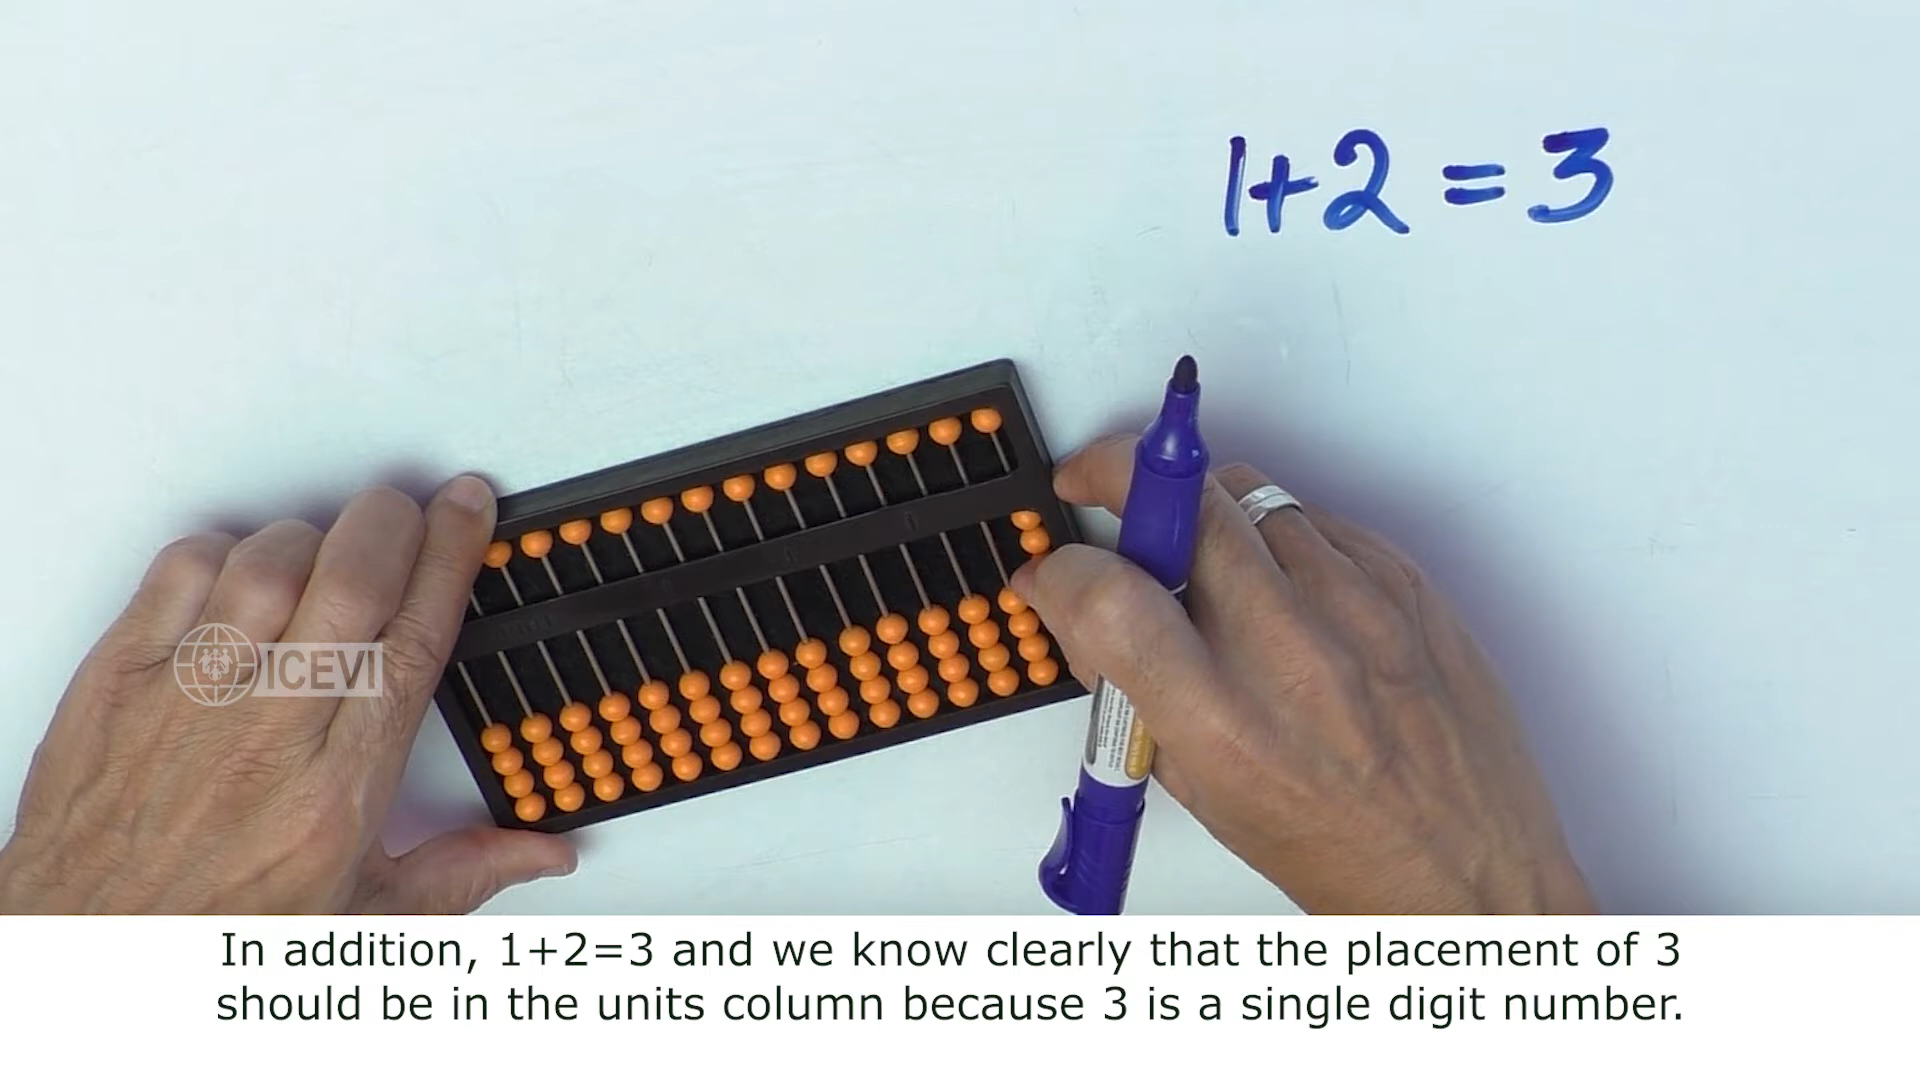 1+2=3
ICEVI
In addition, 1+2=3 and we know clearly that the placement of 3
should be in the units column because 3 is a single digit number.